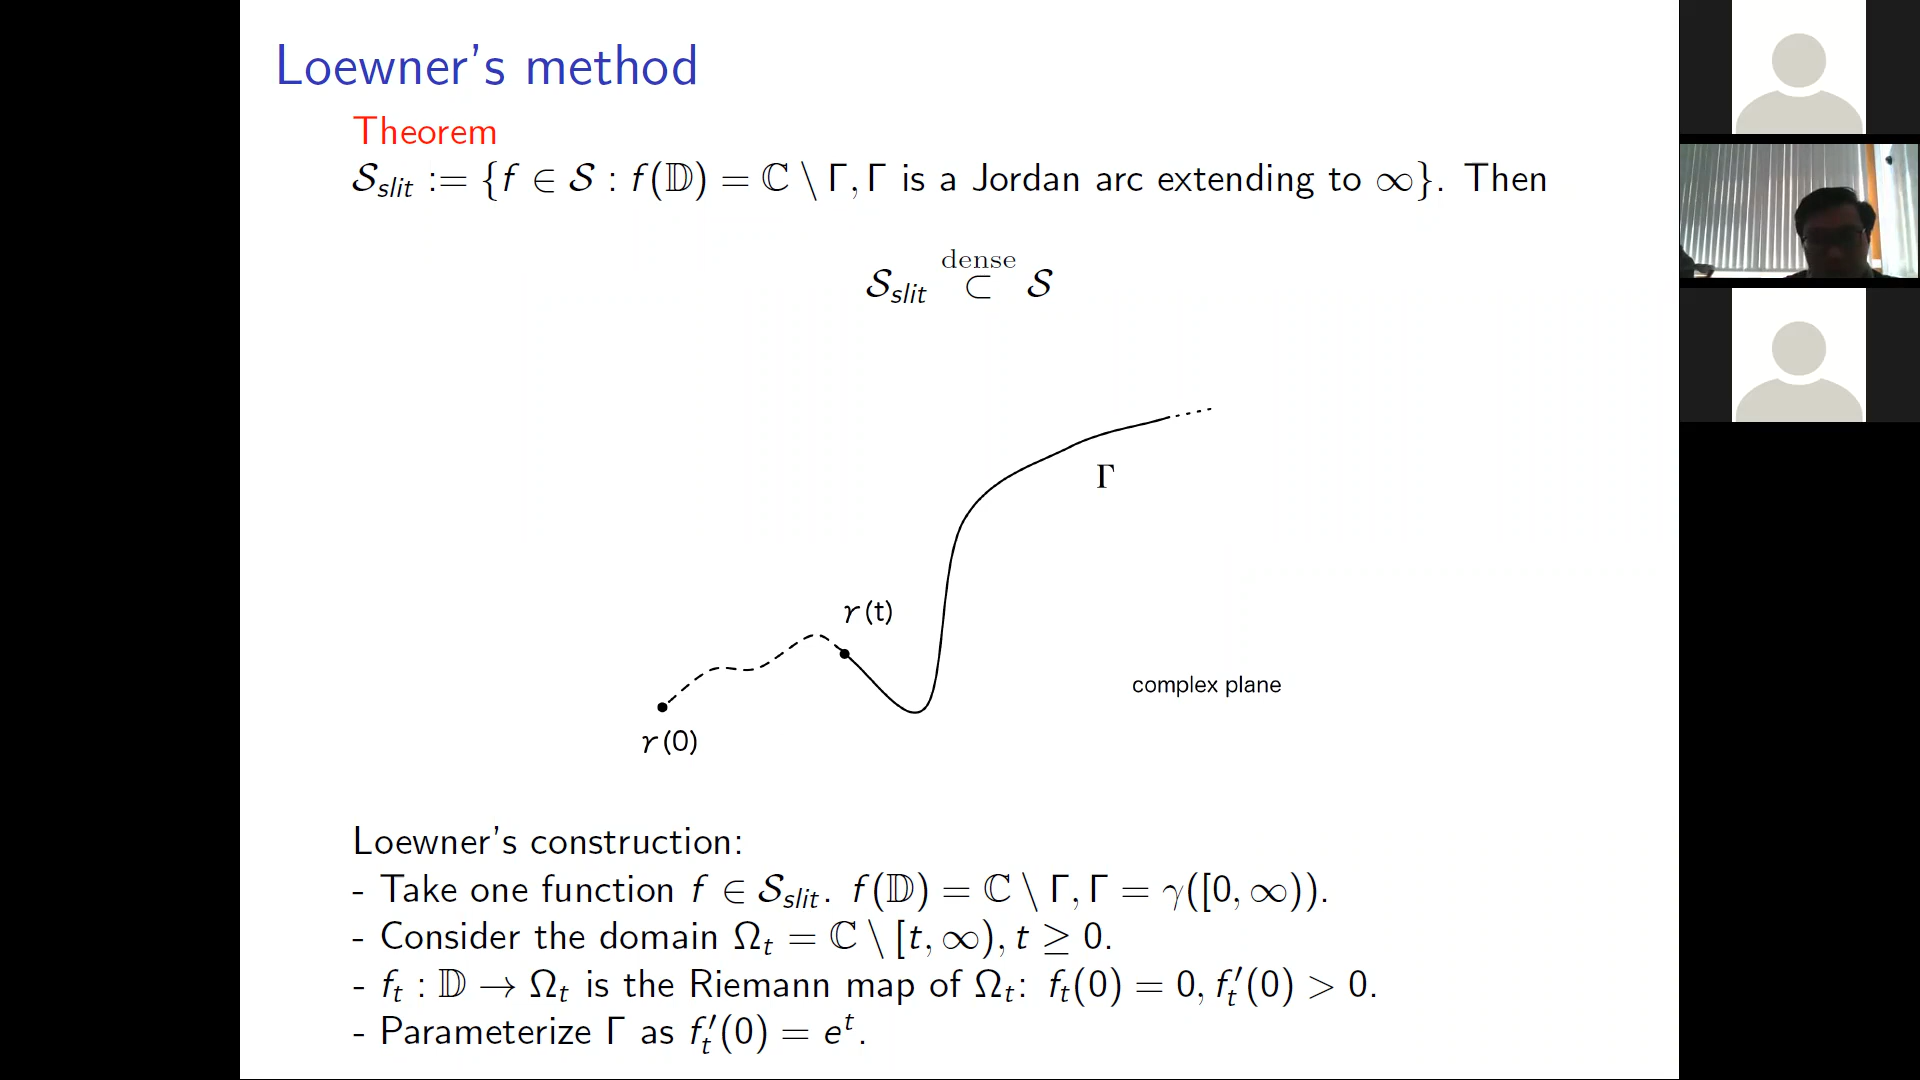 Loewner's method
Theorem
𝒮_slit := {f ∈ 𝒮 : f(𝔻) = ℂ \ Γ, Γ is a Jordan arc extending to ∞}. Then
dense
𝒮_slit ⊂ 𝒮
Γ
γ(t)
complex plane
γ(0)
Loewner's construction:
- Take one function f ∈ 𝒮_slit. f(𝔻) = ℂ \ Γ, Γ = γ([0, ∞)).
- Consider the domain Ω_t = ℂ \ [t, ∞), t ≥ 0.
- f_t : 𝔻 → Ω_t is the Riemann map of Ω_t: f_t(0) = 0, f_t′(0) > 0.
- Parameterize Γ as f_t′(0) = e^t.